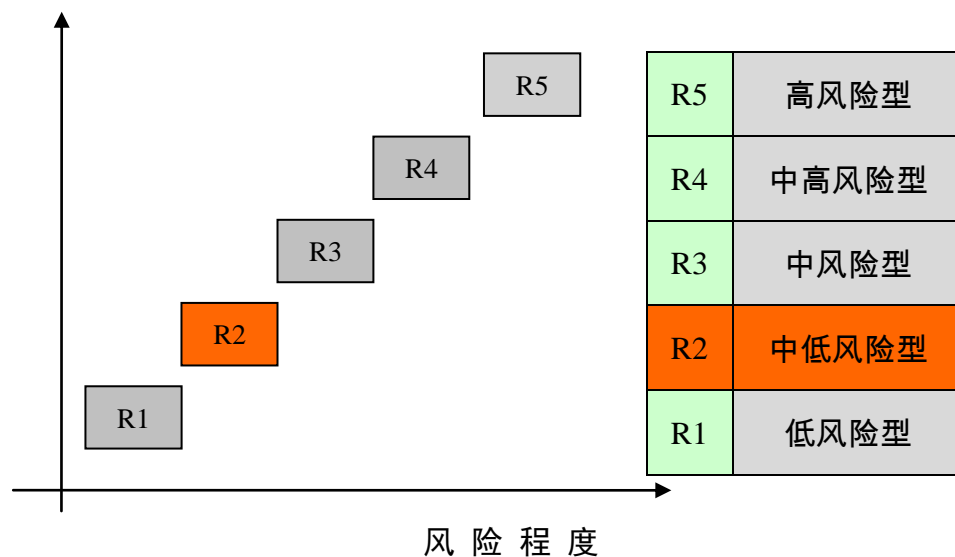 R5
R4
R3
R2
R1
风险程度
R5 高风险型
R4 中高风险型
R3 中风险型
R2 中低风险型
R1 低风险型